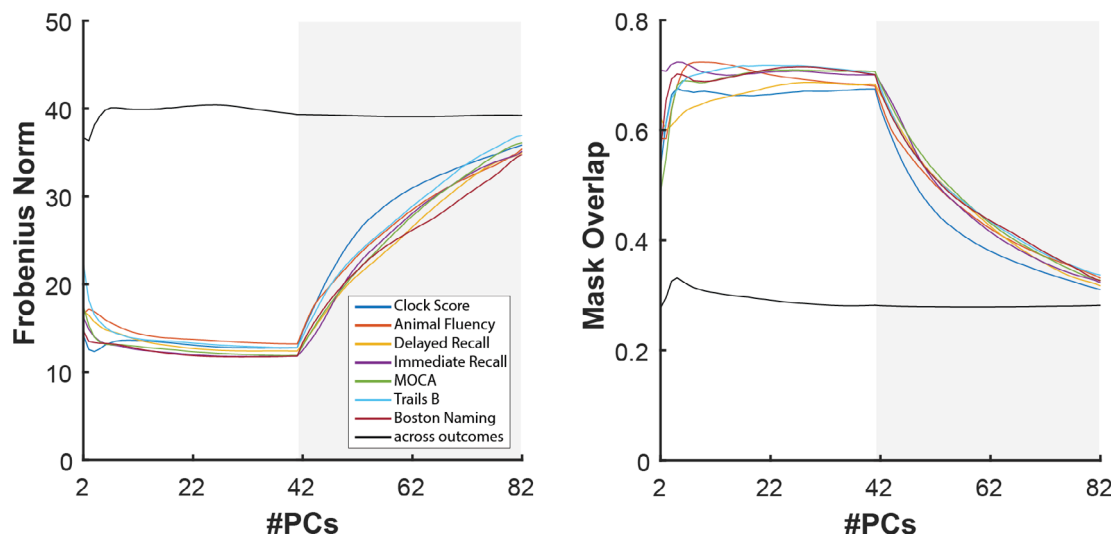 50
40
30
20
10
0
Frobenius Norm
Clock Score
Animal Fluency
Delayed Recall
Immediate Recall
MOCA
Trails B
Boston Naming
across outcomes
2 22 42 62 82
#PCs
0.8
0.6
0.4
0.2
0
Mask Overlap
2 22 42 62 82
#PCs